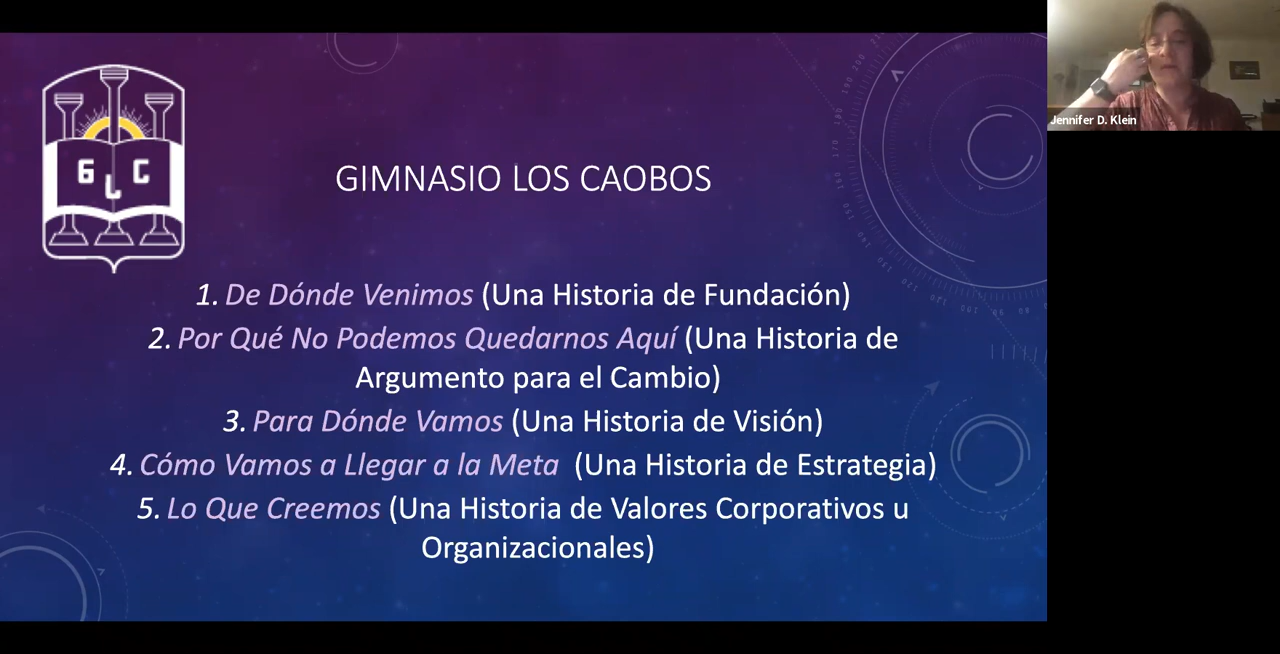 GLC
GIMNASIO LOS CAOBOS
1. De Dónde Venimos (Una Historia de Fundación)
2. Por Qué No Podemos Quedarnos Aquí (Una Historia de
Argumento para el Cambio)
3. Para Dónde Vamos (Una Historia de Visión)
4. Cómo Vamos a Llegar a la Meta (Una Historia de Estrategia)
5. Lo Que Creemos (Una Historia de Valores Corporativos u
Organizacionales)
Jennifer D. Klein